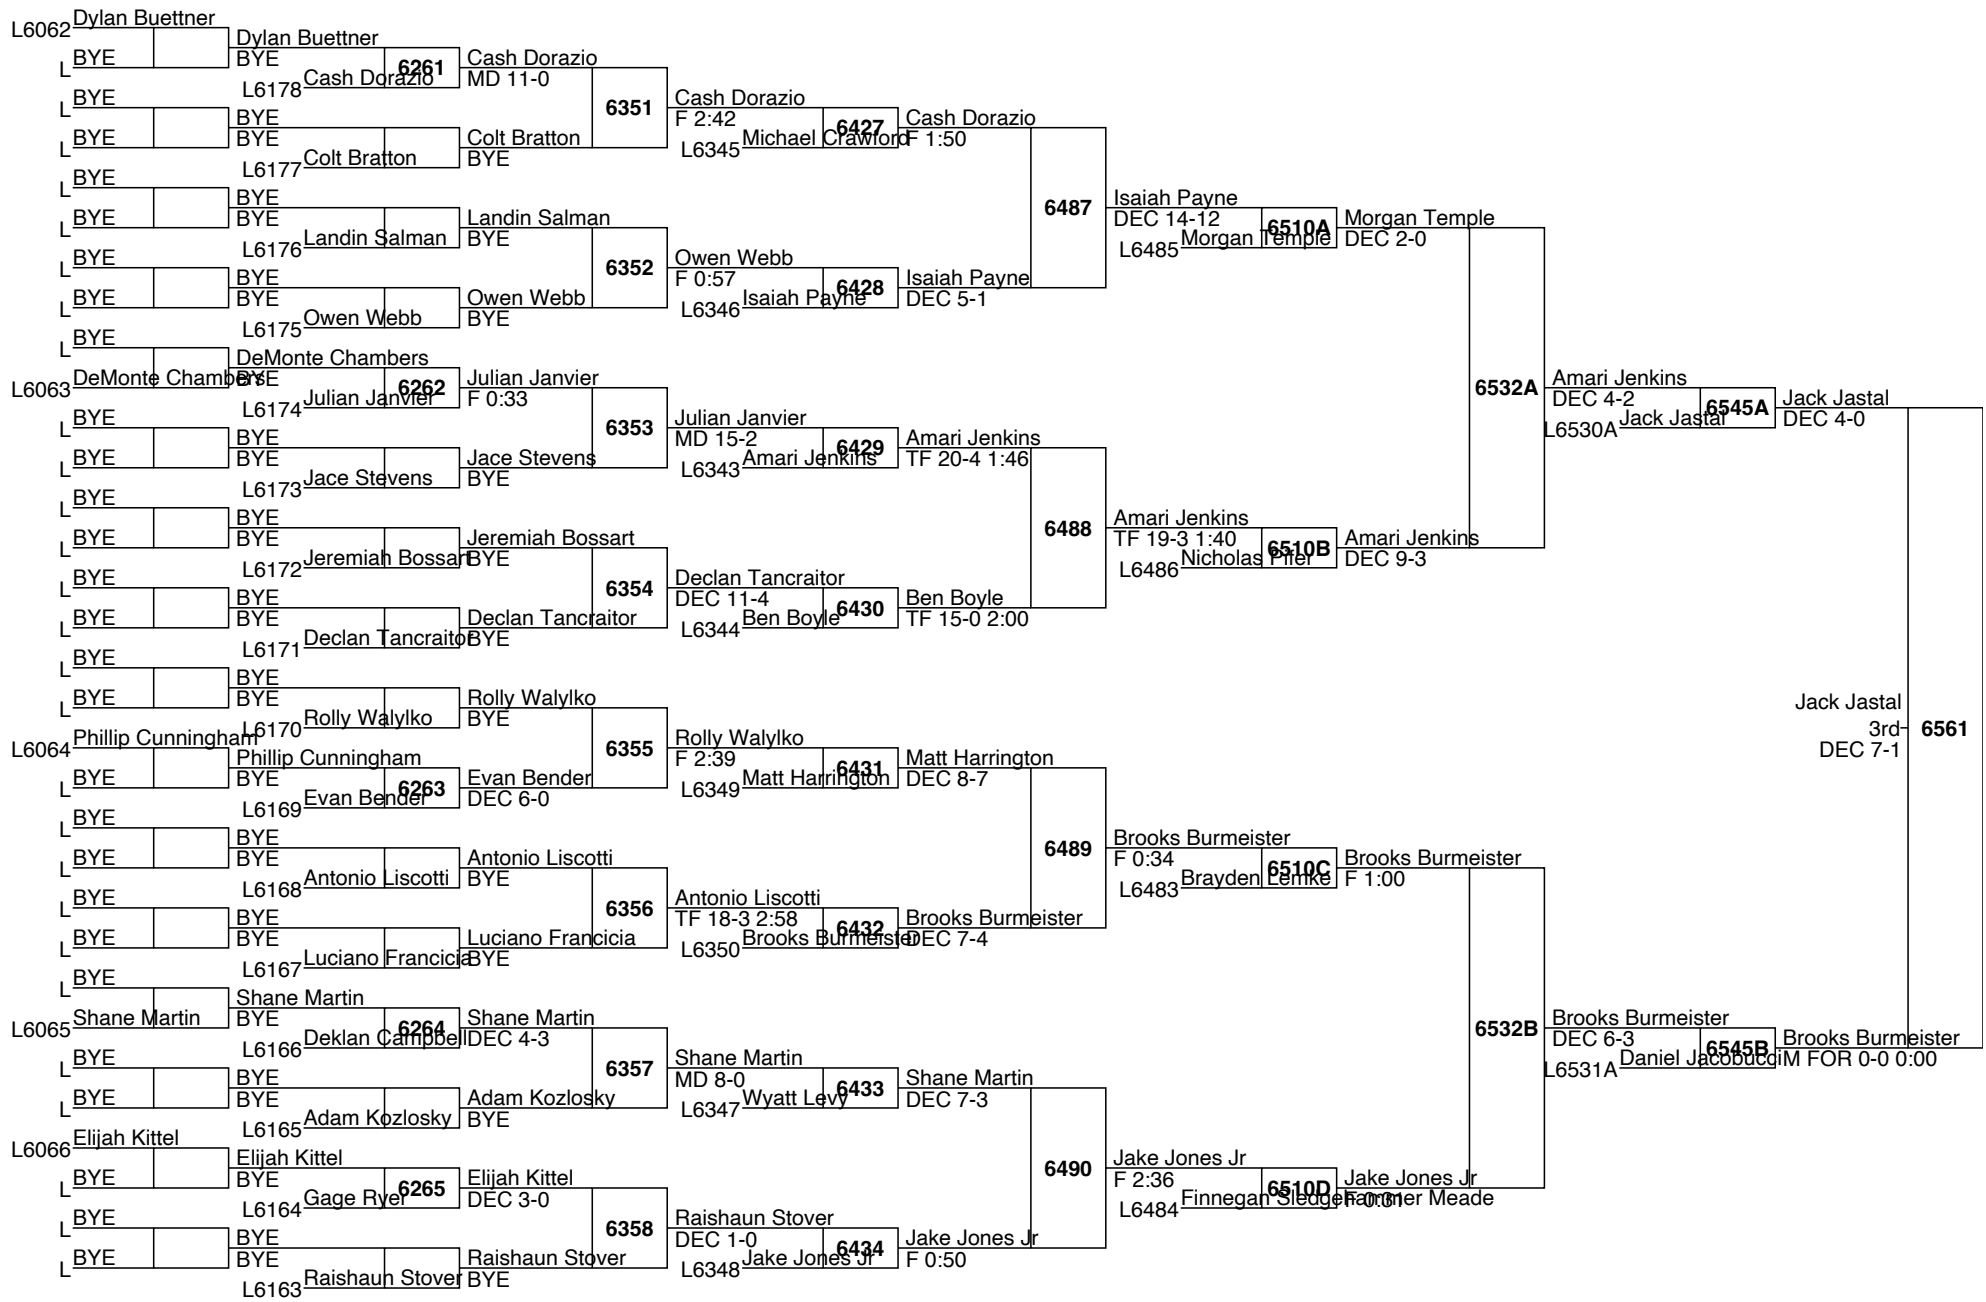 Dylan Buettner
L6062
Dylan Buettner
L BYE
BYE
6261
Cash Dorazio
L6178 Cash Dorazio
MD 11-0
L BYE
6351
Cash Dorazio
BYE
F 2:42
6427
Cash Dorazio
L BYE
BYE
Colt Bratton
L6345 Michael Crawford
F 1:50
L6177 Colt Bratton
BYE
L BYE
BYE
6487
Isaiah Payne
L BYE
BYE
Landin Salman
DEC 14-12
6510A
Morgan Temple
L6176 Landin Salman
BYE
L6485 Morgan Temple
DEC 2-0
L BYE
6352
Owen Webb
BYE
F 0:57
6428
Isaiah Payne
L BYE
BYE
Owen Webb
L6346 Isaiah Payne
DEC 5-1
L6175 Owen Webb
BYE
L BYE
DeMonte Chambers
L6063 DeMonte Chambers
BYE
6262
Julian Janvier
6532A
Amari Jenkins
L6174 Julian Janvier
F 0:33
DEC 4-2
6545A
Jack Jastal
L BYE
6353
Julian Janvier
L6530A Jack Jastal
DEC 4-0
BYE
MD 15-2
6429
Amari Jenkins
L BYE
BYE
Jace Stevens
L6343 Amari Jenkins
TF 20-4 1:46
L6173 Jace Stevens
BYE
L BYE
BYE
6488
Amari Jenkins
L BYE
BYE
Jeremiah Bossart
TF 19-3 1:40
6510B
Amari Jenkins
L6172 Jeremiah Bossart
BYE
L6486 Nicholas Pifer
DEC 9-3
L BYE
6354
Declan Tancraitor
BYE
DEC 11-4
6430
Ben Boyle
L BYE
BYE
Declan Tancraitor
L6344 Ben Boyle
TF 15-0 2:00
L6171 Declan Tancraitor
BYE
L BYE
BYE
L BYE
BYE
Rolly Walylko
Jack Jastal
L6170 Rolly Walylko
BYE
3rd
6561
L6064 Phillip Cunningham
6355
Rolly Walylko
DEC 7-1
Phillip Cunningham
F 2:39
6431
Matt Harrington
L BYE
BYE
6263
Evan Bender
L6349 Matt Harrington
DEC 8-7
L6169 Evan Bender
DEC 6-0
L BYE
BYE
6489
Brooks Burmeister
L BYE
BYE
Antonio Liscotti
F 0:34
6510C
Brooks Burmeister
L6168 Antonio Liscotti
BYE
L6483 Brayden Lemke
F 1:00
L BYE
6356
Antonio Liscotti
BYE
TF 18-3 2:58
6432
Brooks Burmeister
L BYE
BYE
Luciano Francicia
L6350 Brooks Burmeister
DEC 7-4
L6167 Luciano Francicia
BYE
L BYE
Shane Martin
L6065 Shane Martin
BYE
6264
Shane Martin
6532B
Brooks Burmeister
L6166 Deklan Campbell
DEC 4-3
DEC 6-3
6545B
Brooks Burmeister
L BYE
6357
Shane Martin
L6531A Daniel Jacobucci
M FOR 0-0 0:00
BYE
MD 8-0
6433
Shane Martin
L BYE
BYE
Adam Kozlosky
L6347 Wyatt Levy
DEC 7-3
L6165 Adam Kozlosky
BYE
L6066 Elijah Kittel
Elijah Kittel
6490
Jake Jones Jr
L BYE
BYE
6265
Elijah Kittel
F 2:36
6510D
Jake Jones Jr
L6164 Gage Ryer
DEC 3-0
L6484 Finnegan Sledgehammer Meade
F 0:31
L BYE
6358
Raishaun Stover
BYE
DEC 1-0
6434
Jake Jones Jr
L BYE
BYE
Raishaun Stover
L6348 Jake Jones Jr
F 0:50
L6163 Raishaun Stover
BYE